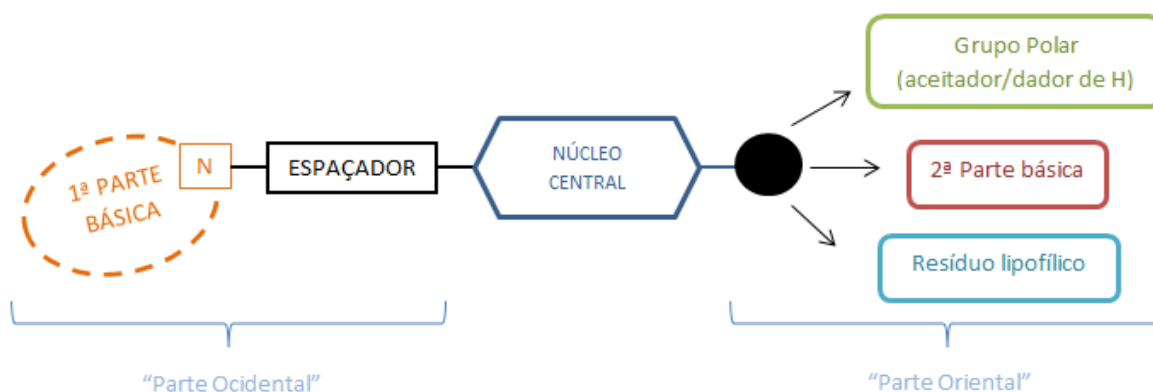 Grupo Polar
(aceitador/dador de H)
1ª PARTE
BÁSICA
N
ESPAÇADOR
NÚCLEO
CENTRAL
2ª Parte básica
Resíduo lipofílico
"Parte Ocidental"
"Parte Oriental"